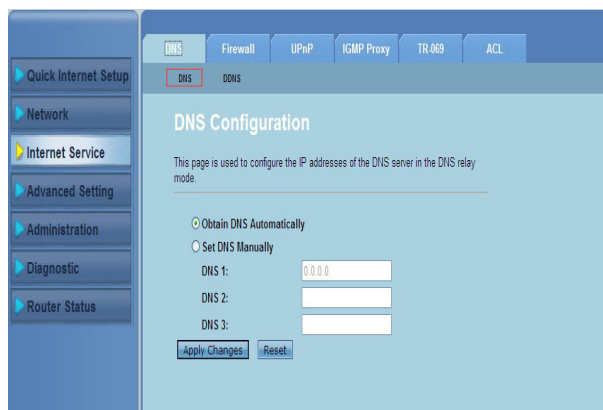 DNS Firewall UPnP IGMP Proxy TR-069 ACL
DNS DDNS
Quick Internet Setup
Network
Internet Service
Advanced Setting
Administration
Diagnostic
Router Status
DNS Configuration
This page is used to configure the IP addresses of the DNS server in the DNS relay
mode.
Obtain DNS Automatically
Set DNS Manually
DNS 1: 0.0.0.0
DNS 2:
DNS 3:
Apply Changes Reset